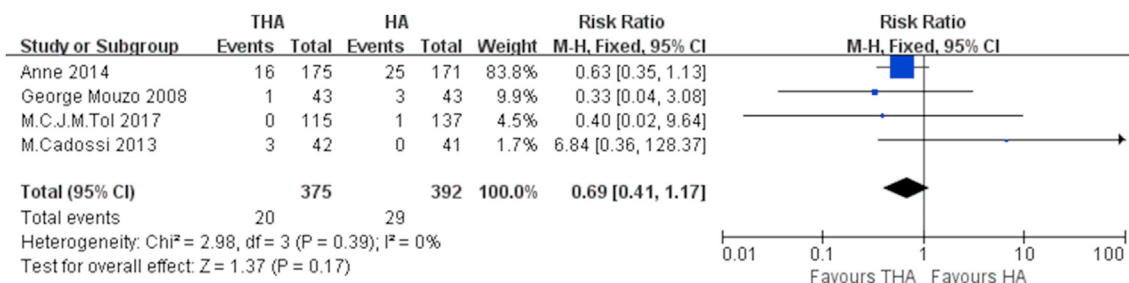 THA HA Risk Ratio Risk Ratio
Study or Subgroup Events Total Events Total Weight M-H, Fixed, 95% CI M-H, Fixed, 95% CI
Anne 2014 16 175 25 171 83.8% 0.63 [0.35, 1.13]
George Mouzo 2008 1 43 3 43 9.9% 0.33 [0.04, 3.08]
M.C.J.M.Tol 2017 0 115 1 137 4.5% 0.40 [0.02, 9.64]
M.Cadossi 2013 3 42 0 41 1.7% 6.84 [0.36, 128.37]
Total (95% CI) 375 392 100.0% 0.69 [0.41, 1.17]
Total events 20 29
Heterogeneity: Chi² = 2.98, df = 3 (P = 0.39); I² = 0%
Test for overall effect: Z = 1.37 (P = 0.17)
0.01 0.1 1 10 100
Favours THA Favours HA